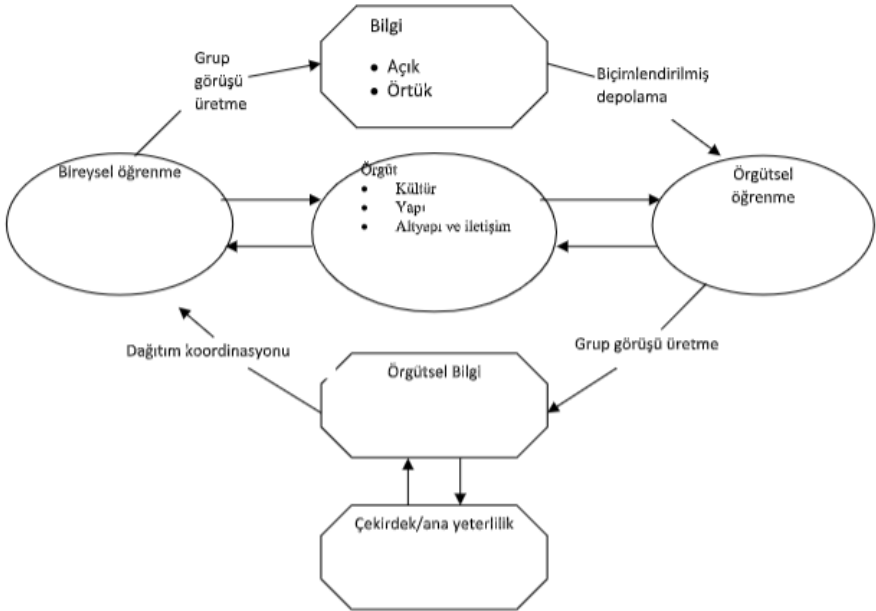 Bilgi
• Açık
• Örtük
Grup
görüşü
üretme
Biçimlendirilmiş
depolama
Bireysel öğrenme
Örgüt
• Kültür
• Yapı
• Altyapı ve iletişim
Örgütsel
öğrenme
Dağıtım koordinasyonu
Grup görüşü üretme
Örgütsel Bilgi
Çekirdek/ana yeterlilik